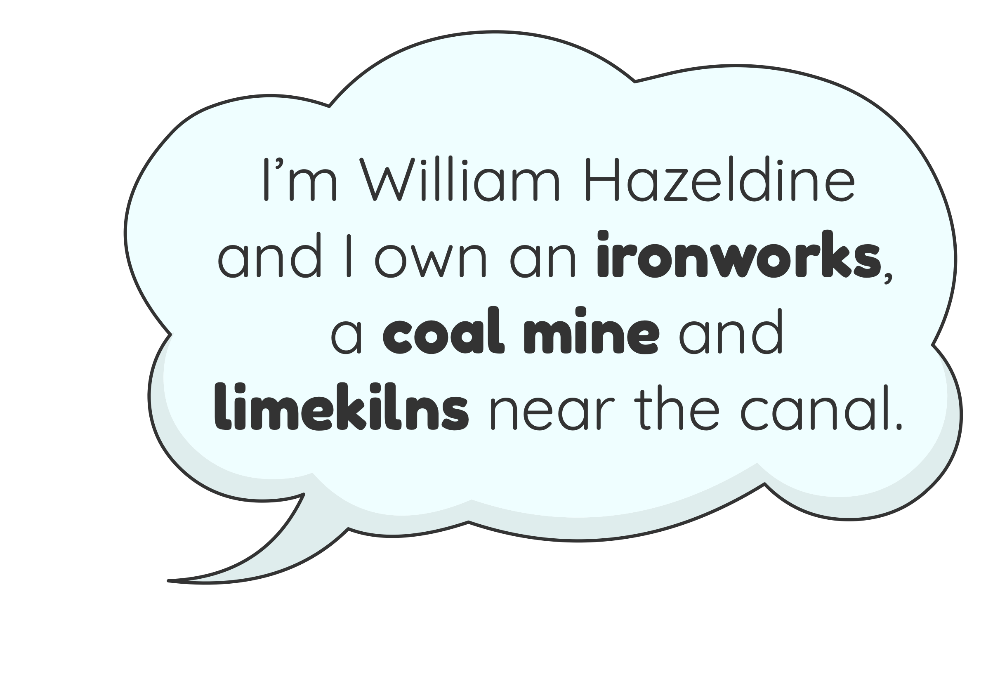 I’m William Hazeldine
and I own an ironworks,
a coal mine and
limekilns near the canal.